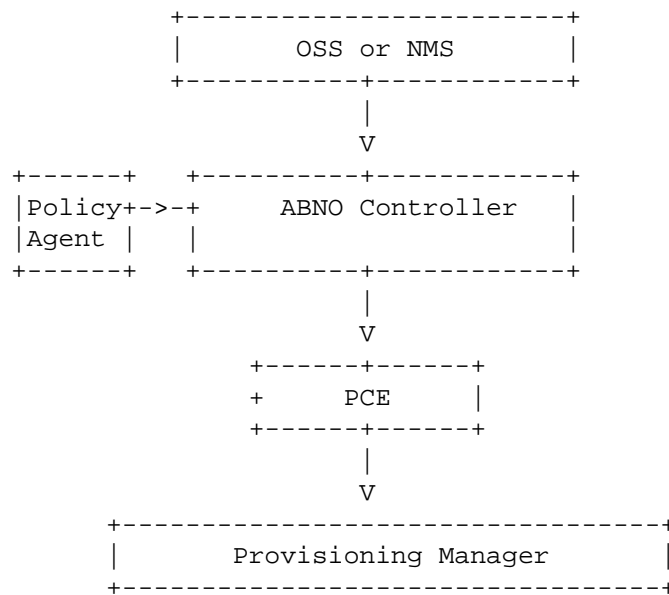 OSS or NMS
V
Policy ABNO Controller
Agent
V
PCE
V
Provisioning Manager